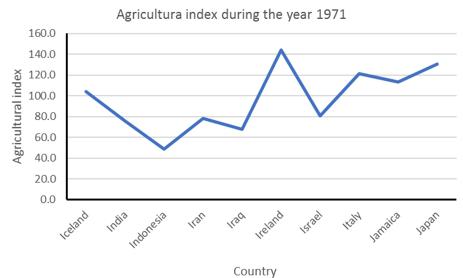 Agricultura index during the year 1971
Agricultural index
160.0
140.0
120.0
100.0
80.0
60.0
40.0
20.0
0.0
Iceland
India
Indonesia
Iran
Iraq
Ireland
Israel
Italy
Jamaica
Japan
Country